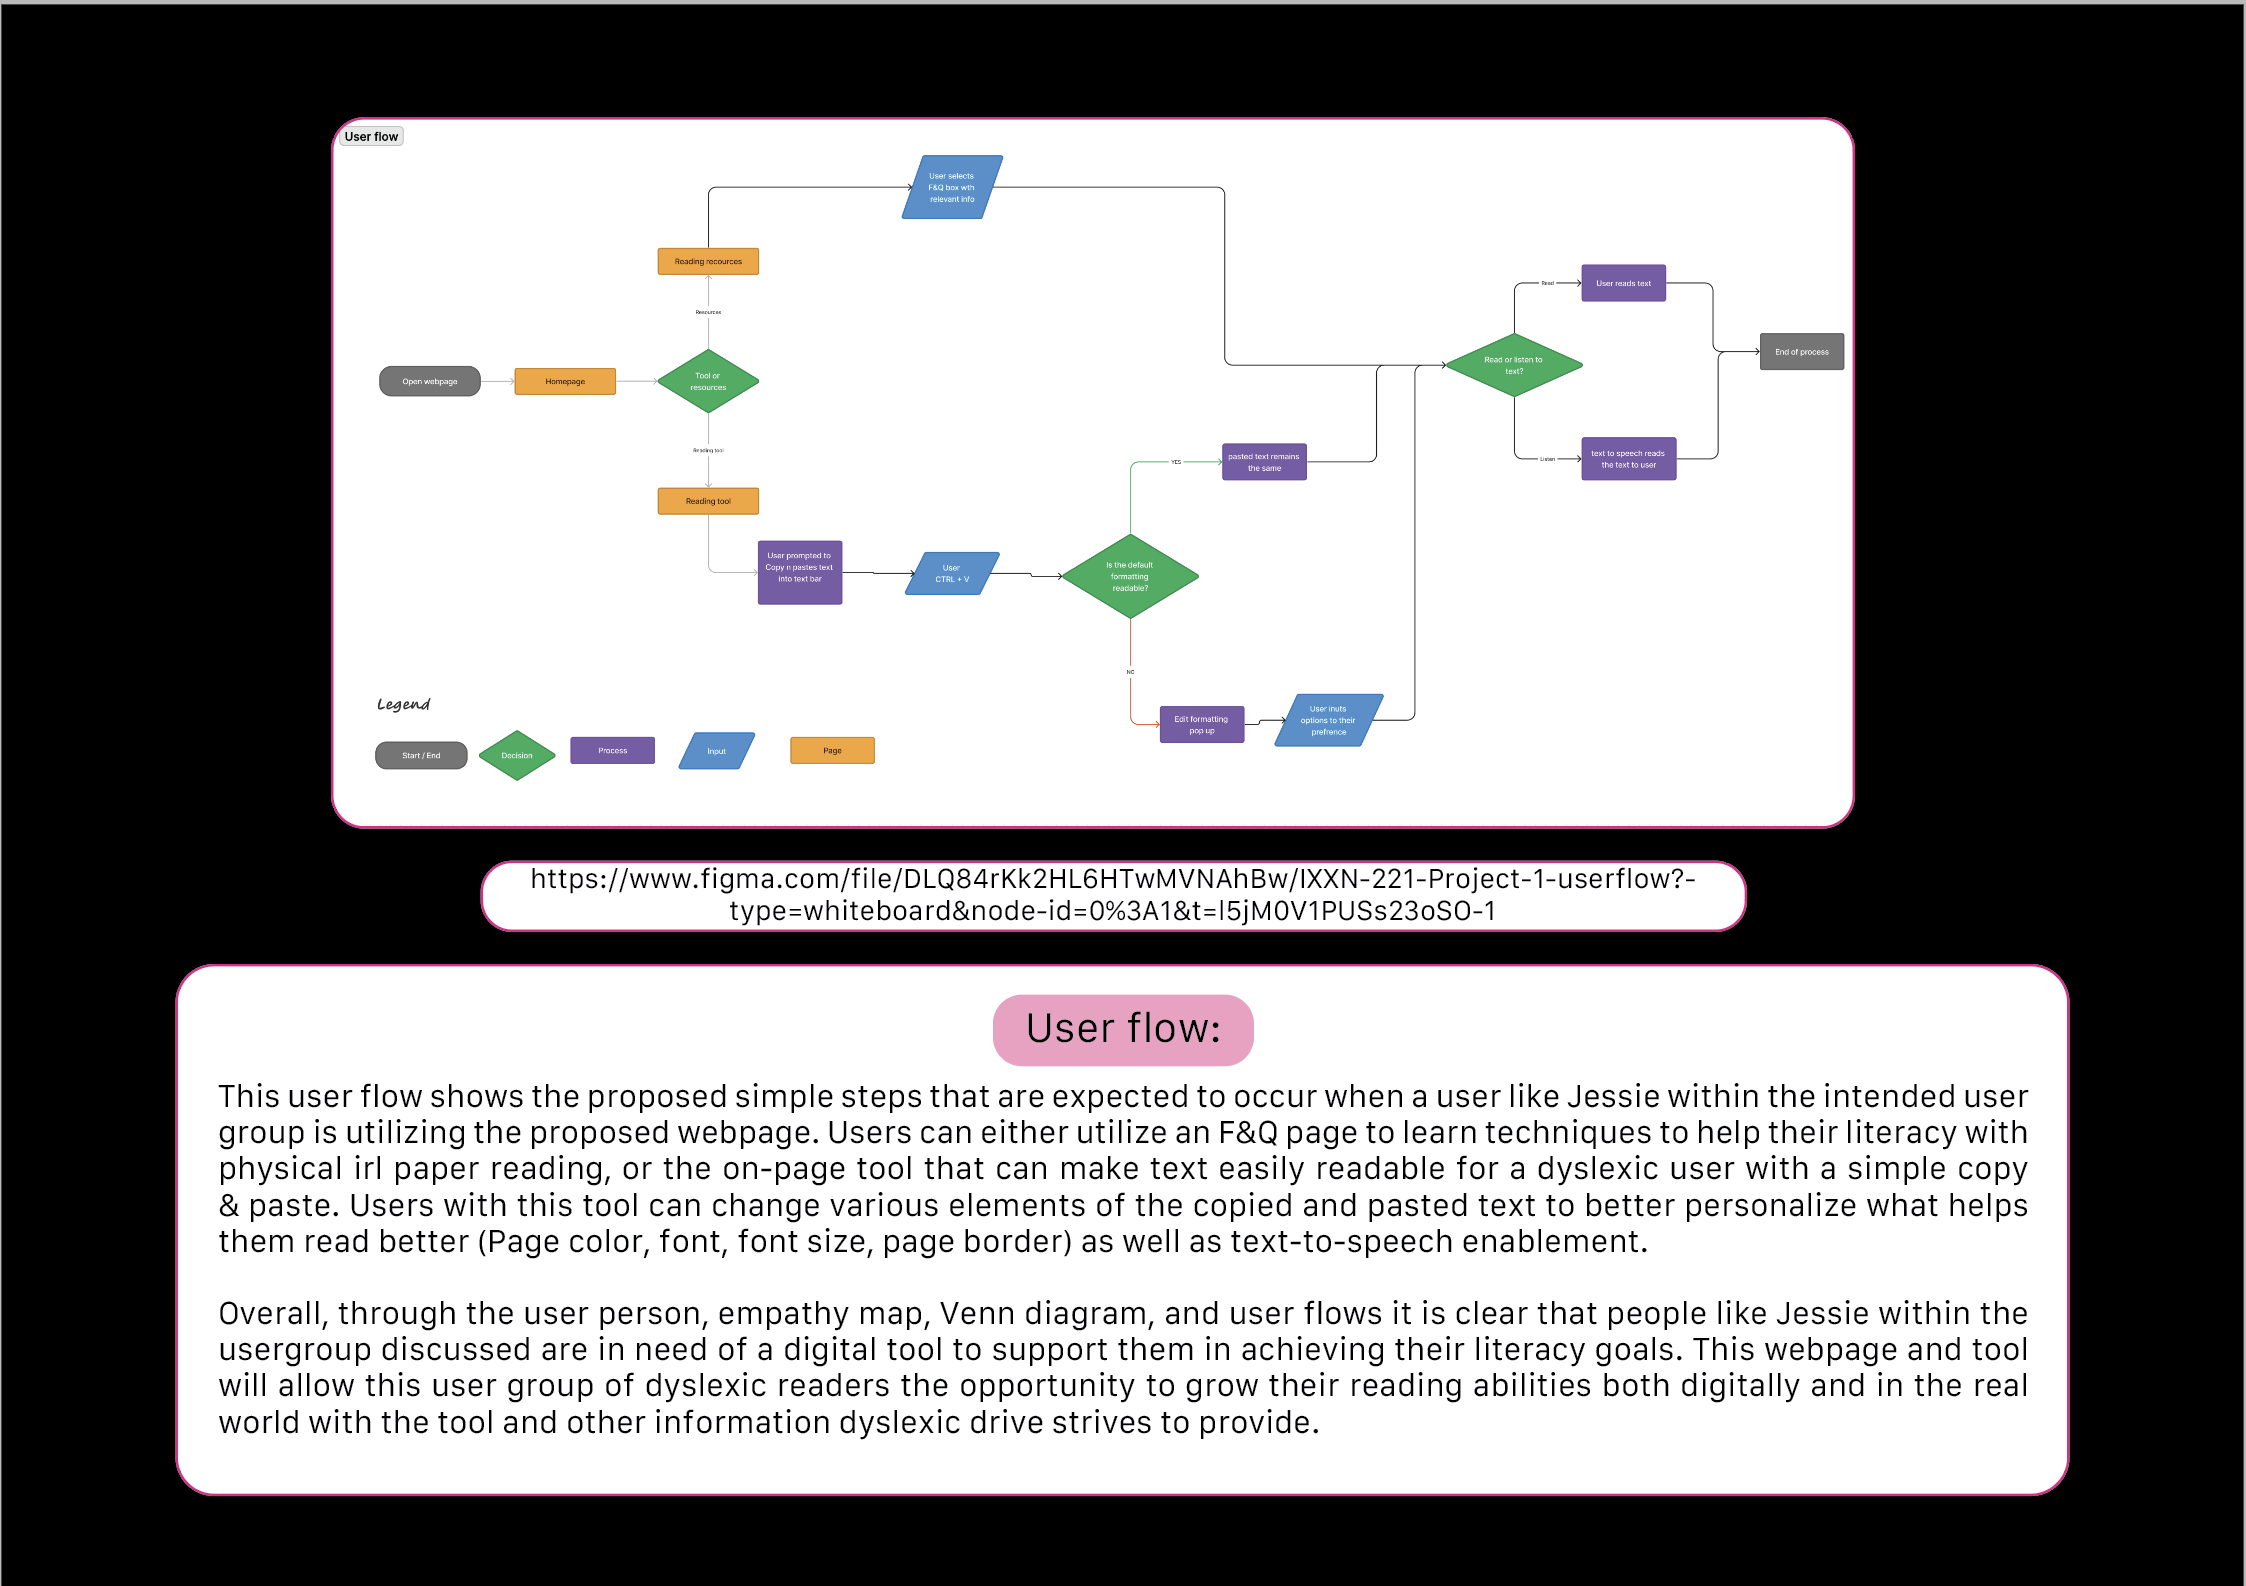 User flow
User selects
F&Q box wth
relevant info
Reading recources
Resources
Open webpage
Homepage
Tool or
resources
Reading tool
Reading tool
User prompted to
Copy n pastes text
into text bar
User
CTRL + V
Is the default
formatting
readable?
YES
pasted text remains
the same
NO
Edit formatting
pop up
User inuts
options to their
prefrence
Read or listen to
text?
Read
User reads text
Listen
text to speech reads
the text to user
End of process
Legend
Start / End
Decision
Process
Input
Page
https://www.figma.com/file/DLQ84rKk2HL6HTwMVNAhBw/IXXN-221-Project-1-userflow?-
type=whiteboard&node-id=0%3A1&t=l5jM0V1PUSs23oSO-1
User flow:
This user flow shows the proposed simple steps that are expected to occur when a user like Jessie within the intended user
group is utilizing the proposed webpage. Users can either utilize an F&Q page to learn techniques to help their literacy with
physical irl paper reading, or the on-page tool that can make text easily readable for a dyslexic user with a simple copy
& paste. Users with this tool can change various elements of the copied and pasted text to better personalize what helps
them read better (Page color, font, font size, page border) as well as text-to-speech enablement.
Overall, through the user person, empathy map, Venn diagram, and user flows it is clear that people like Jessie within the
usergroup discussed are in need of a digital tool to support them in achieving their literacy goals. This webpage and tool
will allow this user group of dyslexic readers the opportunity to grow their reading abilities both digitally and in the real
world with the tool and other information dyslexic drive strives to provide.